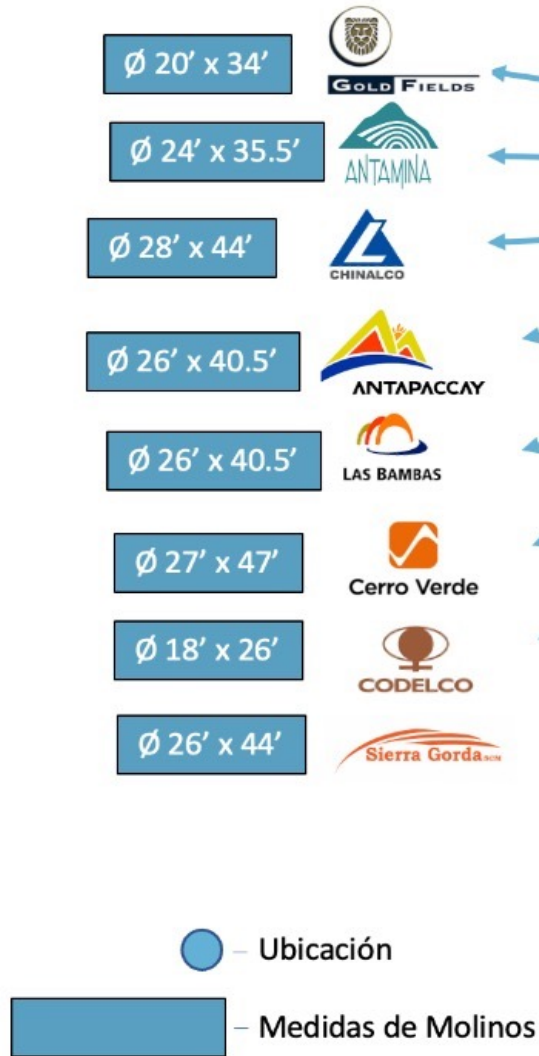 Ø 20’ x 34’
GOLD FIELDS
Ø 24’ x 35.5’
ANTAMINA
Ø 28’ x 44’
CHINALCO
Ø 26’ x 40.5’
ANTAPACCAY
Ø 26’ x 40.5’
LAS BAMBAS
Ø 27’ x 47’
Cerro Verde
Ø 18’ x 26’
CODELCO
Ø 26’ x 44’
Sierra Gorda SCM
– Ubicación
– Medidas de Molinos